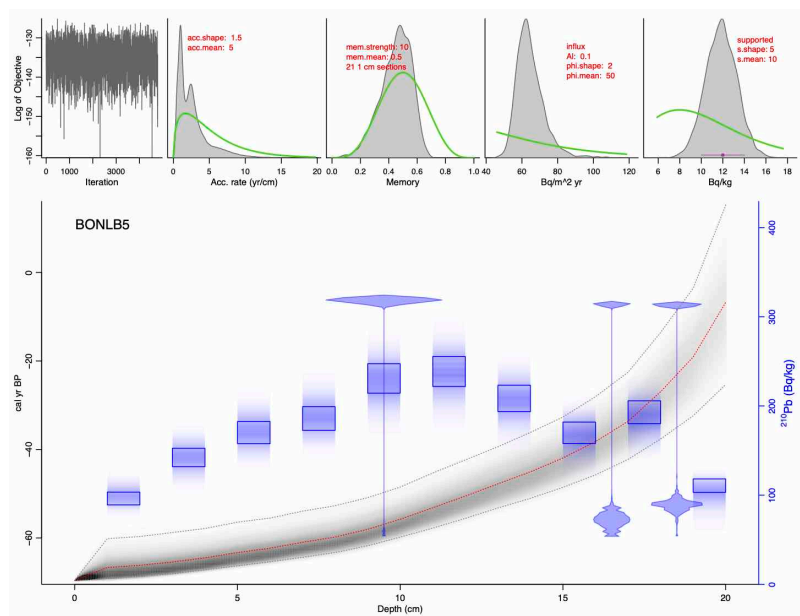 Log of Objective
−130
−140
−150
−160
0
1000
3000
Iteration
acc.shape: 1.5
acc.mean: 5
0 5 10 15 20
Acc. rate (yr/cm)
mem.strength: 10
mem.mean: 0.5
21 1 cm sections
0.0 0.2 0.4 0.6 0.8 1.0
Memory
influx
Al: 0.1
phi.shape: 2
phi.mean: 50
40 60 80 100 120
Bq/m^2 yr
supported
s.shape: 5
s.mean: 10
6 8 10 12 14 16 18
Bq/kg
BONLB5
cal yr BP
0
−20
−40
−60
0 5 10 15 20
Depth (cm)
400
300
200
100
0
210Pb (Bq/kg)